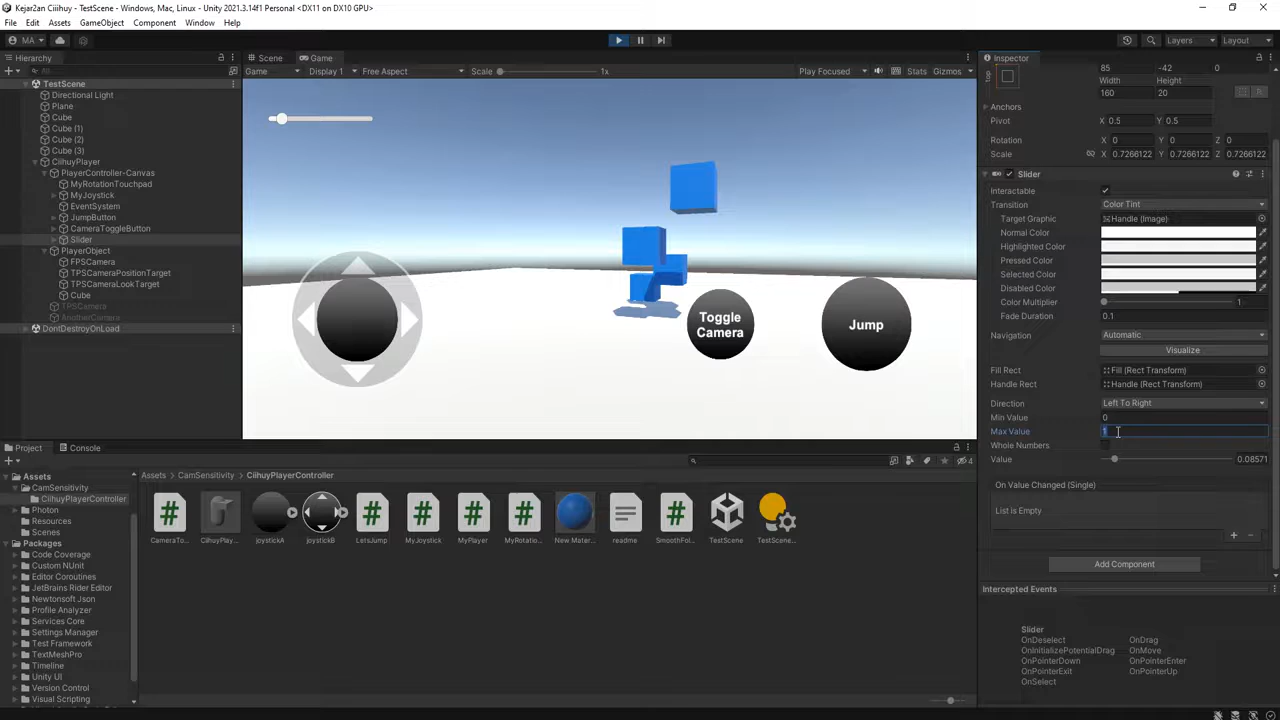 Kejar2an Ciiihuy - TestScene - Windows, Mac, Linux - Unity 2021.3.14f1 Personal <DX11 on DX10 GPU>
File Edit Assets GameObject Component Window Help
MA
Layers Layout
Hierarchy
All
TestScene
Directional Light
Plane
Cube
Cube (1)
Cube (2)
Cube (3)
CiihuyPlayer
PlayerController-Canvas
MyRotationTouchpad
MyJoystick
EventSystem
JumpButton
CameraToggleButton
Slider
PlayerObject
FPSCamera
TPSCameraPositionTarget
TPSCameraLookTarget
Cube
TPSCamera
AnotherCamera
DontDestroyOnLoad
Scene Game
Game Display 1 Free Aspect Scale 1x Play Focused Stats Gizmos
Toggle
Camera
Jump
Inspector
top
85 -42 0
Width Height
160 20
R
Anchors
Pivot X 0.5 Y 0.5
Rotation X 0 Y 0 Z 0
Scale X 0.7266122 Y 0.7266122 Z 0.7266122
Slider
Interactable
Transition Color Tint
Target Graphic Handle (Image)
Normal Color
Highlighted Color
Pressed Color
Selected Color
Disabled Color
Color Multiplier 1
Fade Duration 0.1
Navigation Automatic
Visualize
Fill Rect Fill (Rect Transform)
Handle Rect Handle (Rect Transform)
Direction Left To Right
Min Value 0
Max Value 1
Whole Numbers
Value 0.08571
On Value Changed (Single)
List is Empty
Add Component
Intercepted Events
Slider
OnDeselect OnDrag
OnInitializePotentialDrag OnMove
OnPointerDown OnPointerEnter
OnPointerExit OnPointerUp
OnSelect
Project Console
4
Assets
CamSensitivity
CiihuyPlayerController
Photon
Resources
Scenes
Packages
Code Coverage
Custom NUnit
Editor Coroutines
JetBrains Rider Editor
Newtonsoft Json
Profile Analyzer
Services Core
Settings Manager
Test Framework
TextMeshPro
Timeline
Unity UI
Version Control
Visual Scripting
Assets > CamSensitivity > CiihuyPlayerController
CameraTo... CiihuyPlay... joystickA joystickB LetsJump MyJoystick MyPlayer MyRotatio... New Mater... readme SmoothFol... TestScene TestScene...